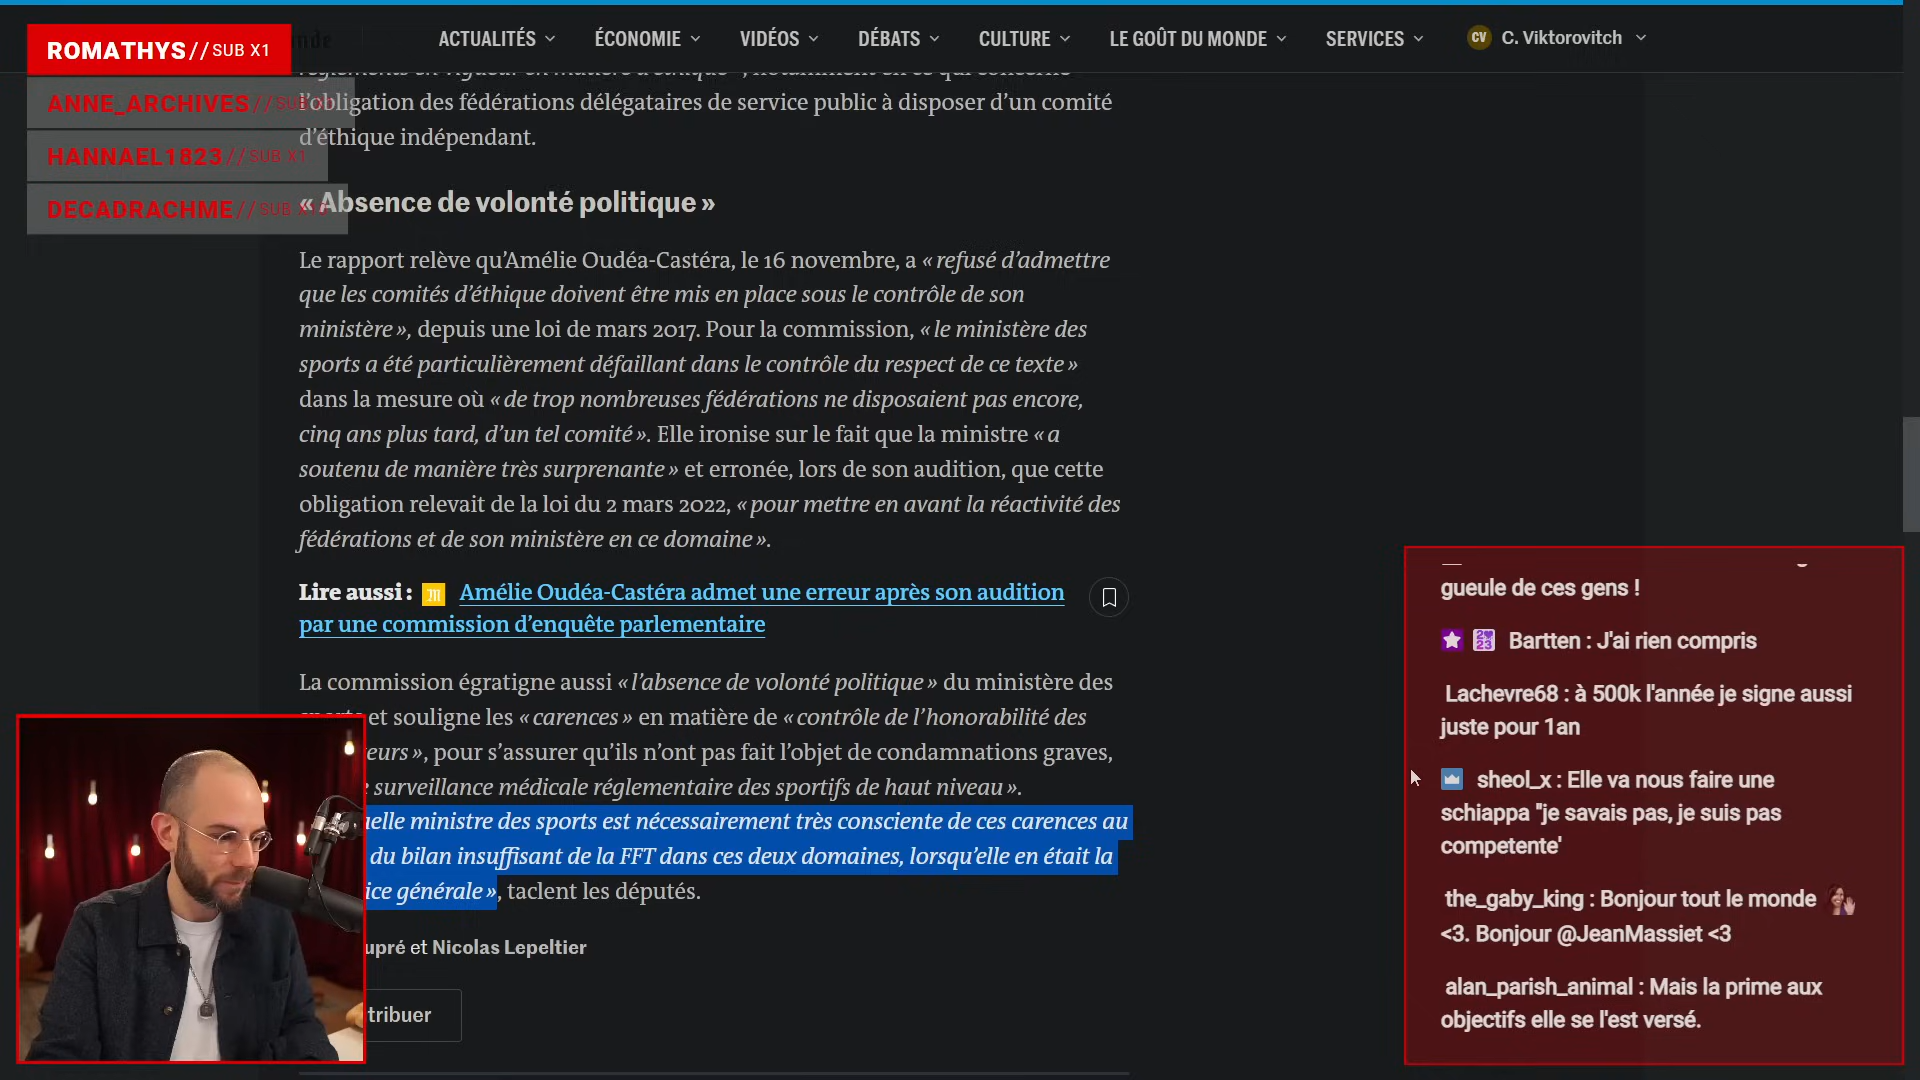 ROMATHYS//SUB X1
ANNE_ARCHIVES//SUB
HANNAEL1823//SUB X1
DECADRACHME//SUB
ACTUALITÉS
ÉCONOMIE
VIDÉOS
DÉBATS
CULTURE
LE GOÛT DU MONDE
SERVICES
CV C. Viktorovitch
règlements en vigueur en matière d'éthique », notamment en ce qui concerne
l'obligation des fédérations délégataires de service public à disposer d'un comité
d'éthique indépendant.
« Absence de volonté politique »
Le rapport relève qu'Amélie Oudéa-Castéra, le 16 novembre, a « refusé d'admettre
que les comités d'éthique doivent être mis en place sous le contrôle de son
ministère », depuis une loi de mars 2017. Pour la commission, « le ministère des
sports a été particulièrement défaillant dans le contrôle du respect de ce texte »
dans la mesure où « de trop nombreuses fédérations ne disposaient pas encore,
cinq ans plus tard, d'un tel comité ». Elle ironise sur le fait que la ministre « a
soutenu de manière très surprenante » et erronée, lors de son audition, que cette
obligation relevait de la loi du 2 mars 2022, « pour mettre en avant la réactivité des
fédérations et de son ministère en ce domaine ».
Lire aussi : Amélie Oudéa-Castéra admet une erreur après son audition
par une commission d'enquête parlementaire
La commission égratigne aussi « l'absence de volonté politique » du ministère des
et souligne les « carences » en matière de « contrôle de l'honorabilité des
eurs », pour s'assurer qu'ils n'ont pas fait l'objet de condamnations graves,
surveillance médicale réglementaire des sportifs de haut niveau ».
elle ministre des sports est nécessairement très consciente de ces carences au
du bilan insuffisant de la FFT dans ces deux domaines, lorsqu'elle en était la
ice générale », taclent les députés.
upré et Nicolas Lepeltier
tribuer
gueule de ces gens !
2023 Bartten : J'ai rien compris
Lachevre68 : à 500k l'année je signe aussi
juste pour 1an
sheol_x : Elle va nous faire une
schiappa "je savais pas, je suis pas
competente'
the_gaby_king : Bonjour tout le monde
<3. Bonjour @JeanMassiet <3
alan_parish_animal : Mais la prime aux
objectifs elle se l'est versé.